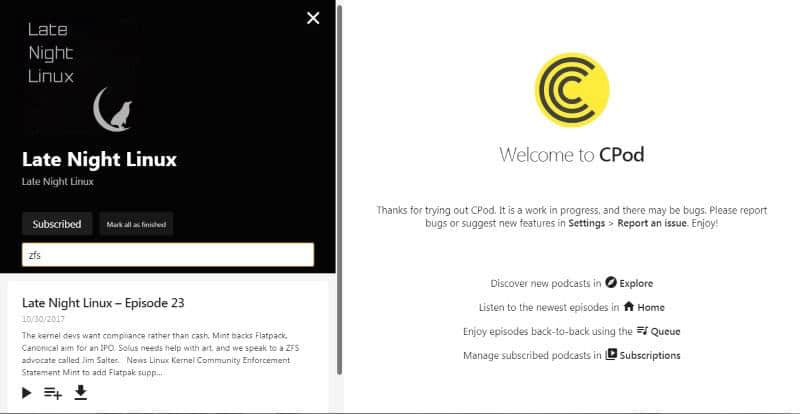 Late
Night
Linux
Late Night Linux
Late Night Linux
Subscribed
Mark all as finished
zfs
Late Night Linux – Episode 23
10/30/2017
The kernel devs want compliance rather than cash, Mint backs Flatpack,
Canonical aim for an IPO, Solus needs help with art, and we speak to a ZFS
advocate called Jim Salter.   News Linux Kernel Community Enforcement
Statement Mint to add Flatpak supp...
Welcome to CPod
Thanks for trying out CPod. It is a work in progress, and there may be bugs. Please report
bugs or suggest new features in Settings > Report an issue. Enjoy!
Discover new podcasts in Explore
Listen to the newest episodes in Home
Enjoy episodes back-to-back using the Queue
Manage subscribed podcasts in Subscriptions